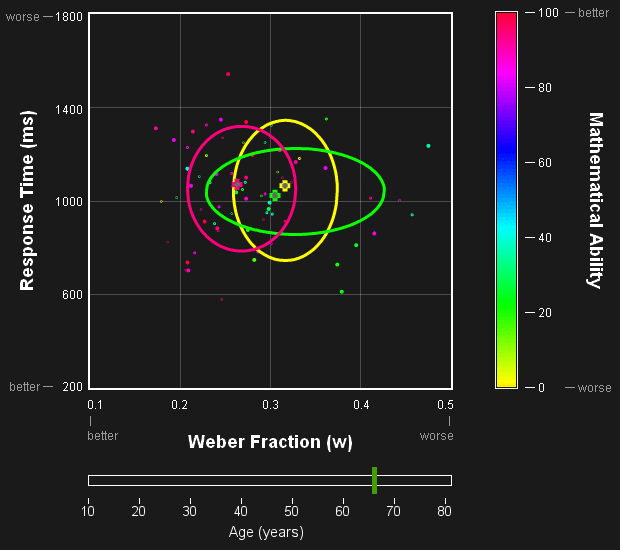 worse 1800
1400
1000
600
better 200
Response Time (ms)
0.1 0.2 0.3 0.4 0.5
better worse
Weber Fraction (w)
100 better
80
60
40
20
0 worse
Mathematical Ability
10 20 30 40 50 60 70 80
Age (years)